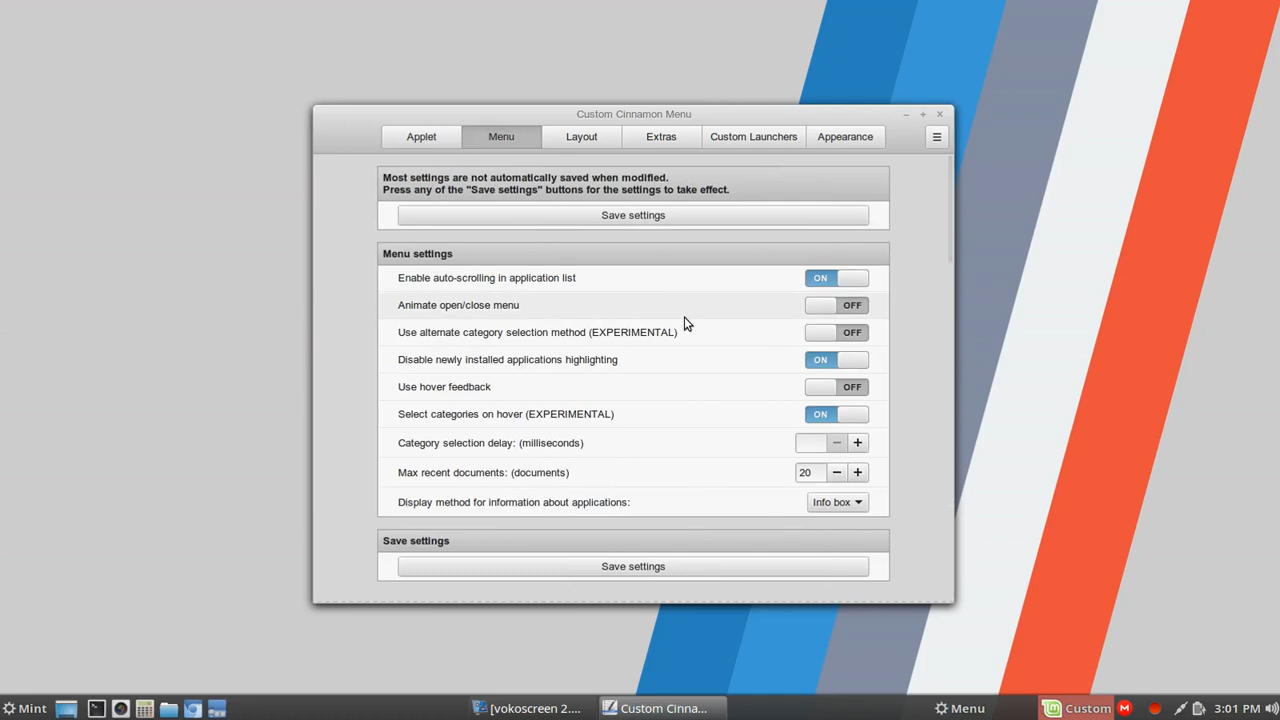 Custom Cinnamon Menu
Applet
Menu
Layout
Extras
Custom Launchers
Appearance
Most settings are not automatically saved when modified.
Press any of the "Save settings" buttons for the settings to take effect.
Save settings
Menu settings
Enable auto-scrolling in application list ON
Animate open/close menu OFF
Use alternate category selection method (EXPERIMENTAL) OFF
Disable newly installed applications highlighting ON
Use hover feedback OFF
Select categories on hover (EXPERIMENTAL) ON
Category selection delay: (milliseconds)
Max recent documents: (documents) 20
Display method for information about applications: Info box
Save settings
Save settings
Mint
[vokoscreen 2....
Custom Cinna...
Menu
Custom
3:01 PM